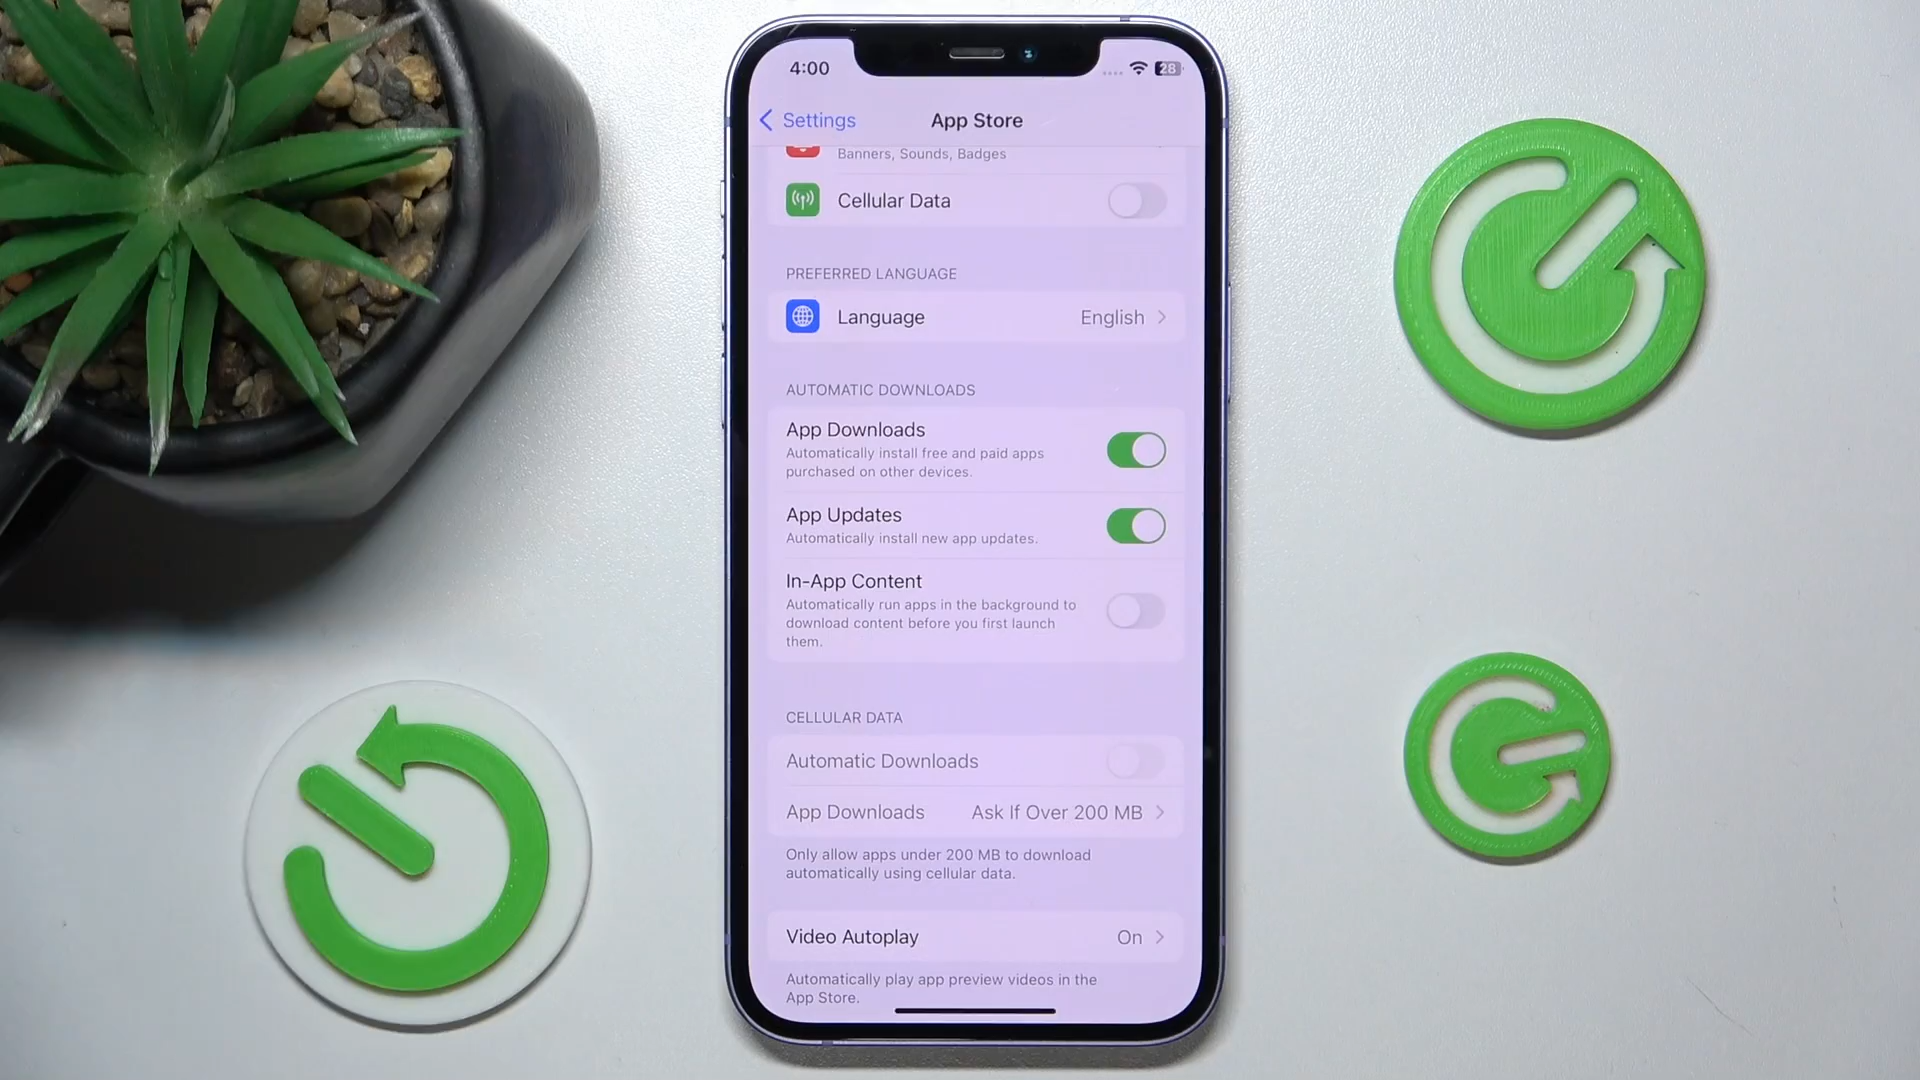 4:00
28
Settings
App Store
Banners, Sounds, Badges
Cellular Data
PREFERRED LANGUAGE
Language English
AUTOMATIC DOWNLOADS
App Downloads
Automatically install free and paid apps
purchased on other devices.
App Updates
Automatically install new app updates.
In-App Content
Automatically run apps in the background to
download content before you first launch
them.
CELLULAR DATA
Automatic Downloads
App Downloads Ask If Over 200 MB
Only allow apps under 200 MB to download
automatically using cellular data.
Video Autoplay On
Automatically play app preview videos in the
App Store.